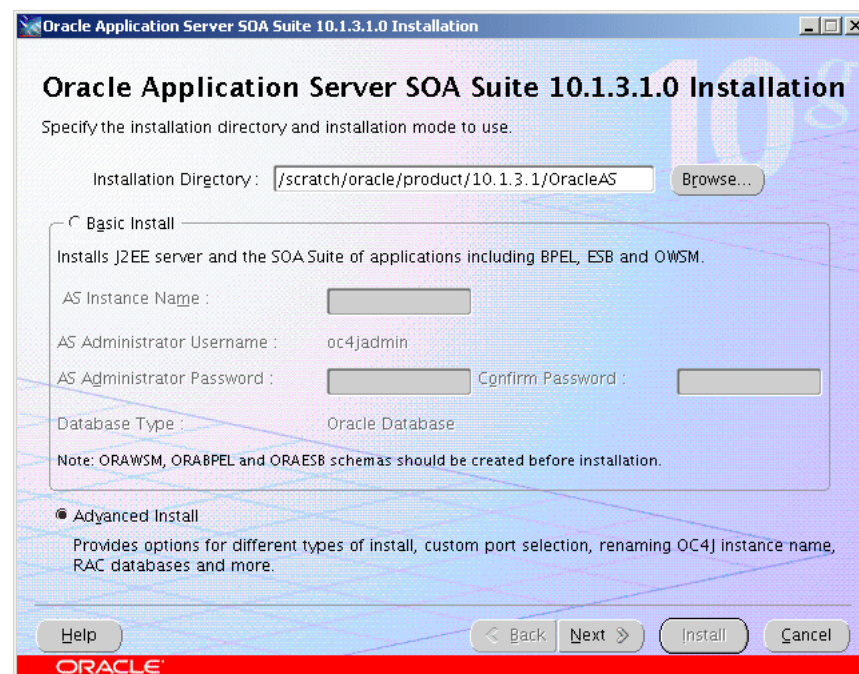 Oracle Application Server SOA Suite 10.1.3.1.0 Installation
10g
Oracle Application Server SOA Suite 10.1.3.1.0 Installation
Specify the installation directory and installation mode to use.
Installation Directory : /scratch/oracle/product/10.1.3.1/OracleAS Browse...
Basic Install
Installs J2EE server and the SOA Suite of applications including BPEL, ESB and OWSM.
AS Instance Name :
AS Administrator Username : oc4jadmin
AS Administrator Password : Confirm Password :
Database Type : Oracle Database
Note: ORAWSM, ORABPEL and ORAESB schemas should be created before installation.
Advanced Install
Provides options for different types of install, custom port selection, renaming OC4J instance name,
RAC databases and more.
Help Back Next Install Cancel
ORACLE